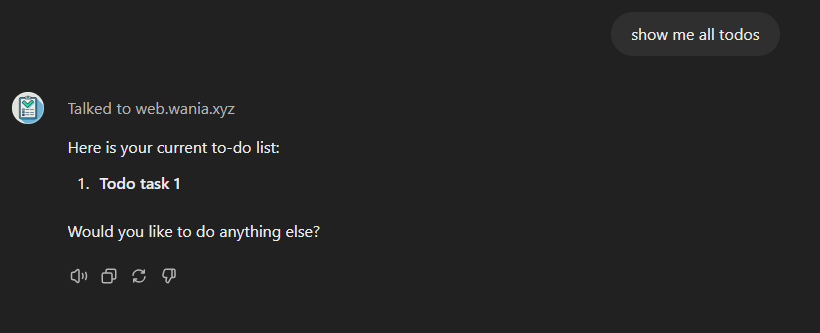 show me all todos
Talked to web.wania.xyz
Here is your current to-do list:
1. Todo task 1
Would you like to do anything else?